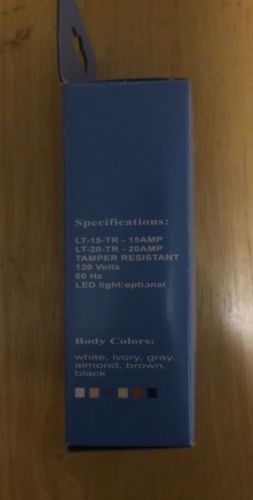 Specifications:
LT-15-TR - 15AMP
LT-20-TR - 20AMP
TAMPER RESISTANT
120 Volts
60 Hz
LED light:optional
Body Colors:
white, Ivory, gray,
almond, brown,
black